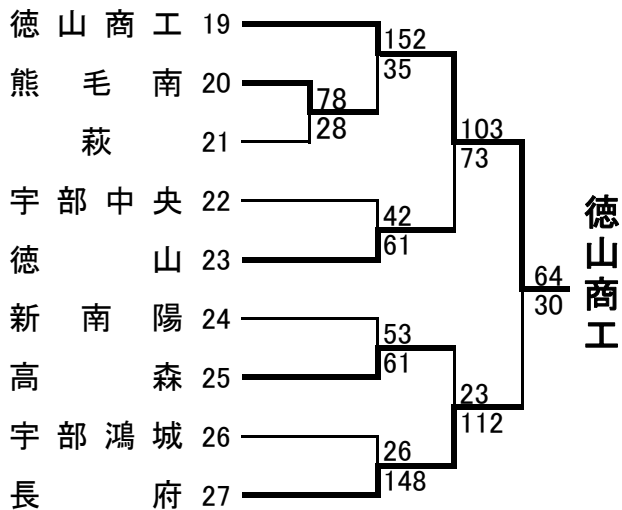 徳山商工 19
152
35
熊毛南 20
78
28
萩 21
103
73
宇部中央 22
42
61
徳山 23
徳山商工
64
30
新南陽 24
53
61
高森 25
23
112
宇部鴻城 26
26
148
長府 27